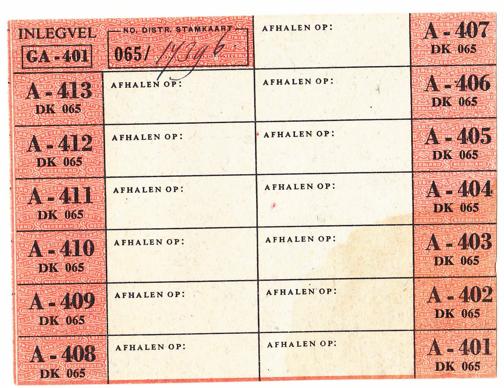 INLEGVEL
GA - 401
NO. DISTR. STAMKAART
065/ 17396
AFHALEN OP:
A - 407
DK 065
A - 413
DK 065
AFHALEN OP:
AFHALEN OP:
A - 406
DK 065
A - 412
DK 065
AFHALEN OP:
AFHALEN OP:
A - 405
DK 065
A - 411
DK 065
AFHALEN OP:
AFHALEN OP:
A - 404
DK 065
A - 410
DK 065
AFHALEN OP:
AFHALEN OP:
A - 403
DK 065
A - 409
DK 065
AFHALEN OP:
AFHALEN OP:
A - 402
DK 065
A - 408
DK 065
AFHALEN OP:
AFHALEN OP:
A - 401
DK 065